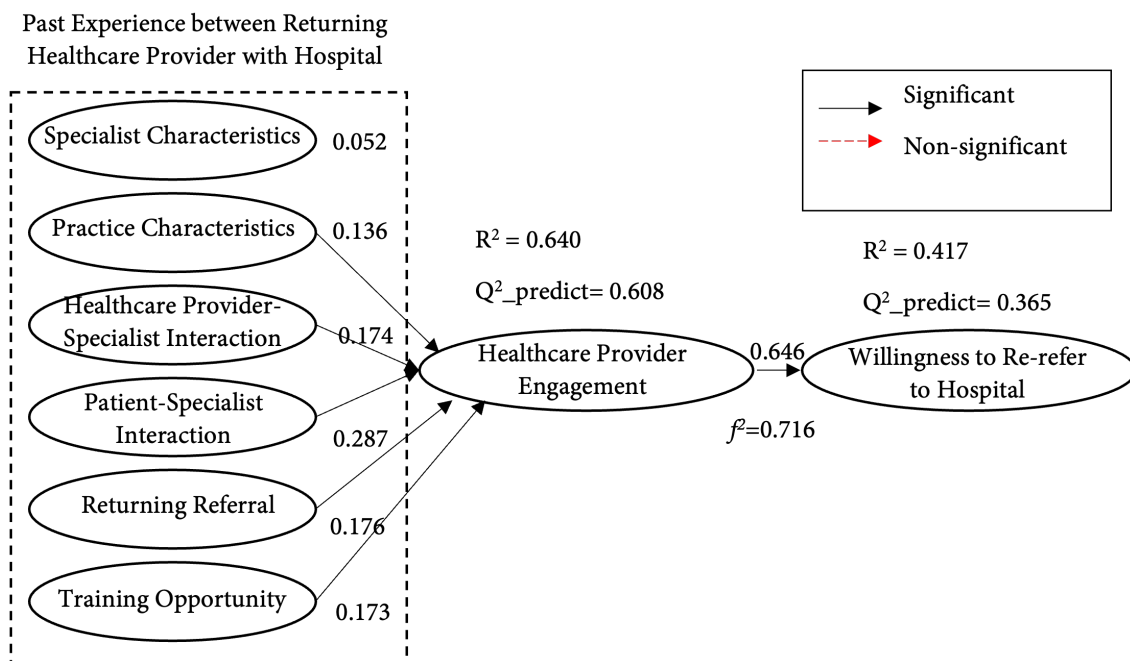 Past Experience between Returning
Healthcare Provider with Hospital
Specialist Characteristics
0.052
Practice Characteristics
0.136
Healthcare Provider-
Specialist Interaction
0.174
Patient-Specialist
Interaction
0.287
Returning Referral
0.176
Training Opportunity
0.173
R² = 0.640
Q²_predict= 0.608
Healthcare Provider
Engagement
0.646
f²=0.716
Significant
Non-significant
R² = 0.417
Q²_predict= 0.365
Willingness to Re-refer
to Hospital